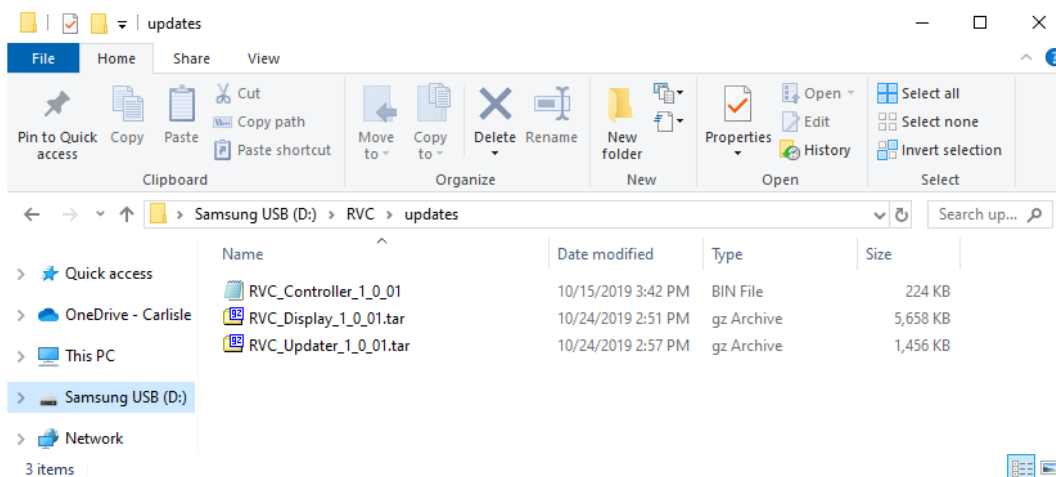 updates
File Home Share View
Pin to Quick access
Copy
Paste
Cut
Copy path
Paste shortcut
Clipboard
Move to
Copy to
Delete
Rename
Organize
New folder
New
Properties
Open
Edit
History
Open
Select all
Select none
Invert selection
Select
Samsung USB (D:) > RVC > updates
Search up...
Name Date modified Type Size
Quick access
OneDrive - Carlisle
This PC
Samsung USB (D:)
Network
RVC_Controller_1_0_01 10/15/2019 3:42 PM BIN File 224 KB
RVC_Display_1_0_01.tar 10/24/2019 2:51 PM gz Archive 5,658 KB
RVC_Updater_1_0_01.tar 10/24/2019 2:57 PM gz Archive 1,456 KB
3 items